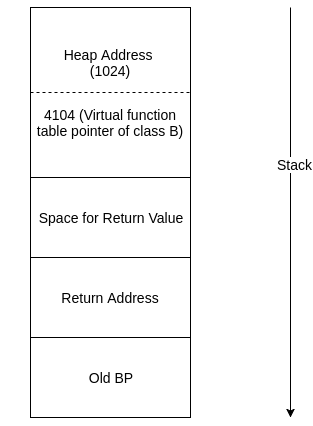 Heap Address
(1024)
4104 (Virtual function
table pointer of class B)
Stack
Space for Return Value
Return Address
Old BP